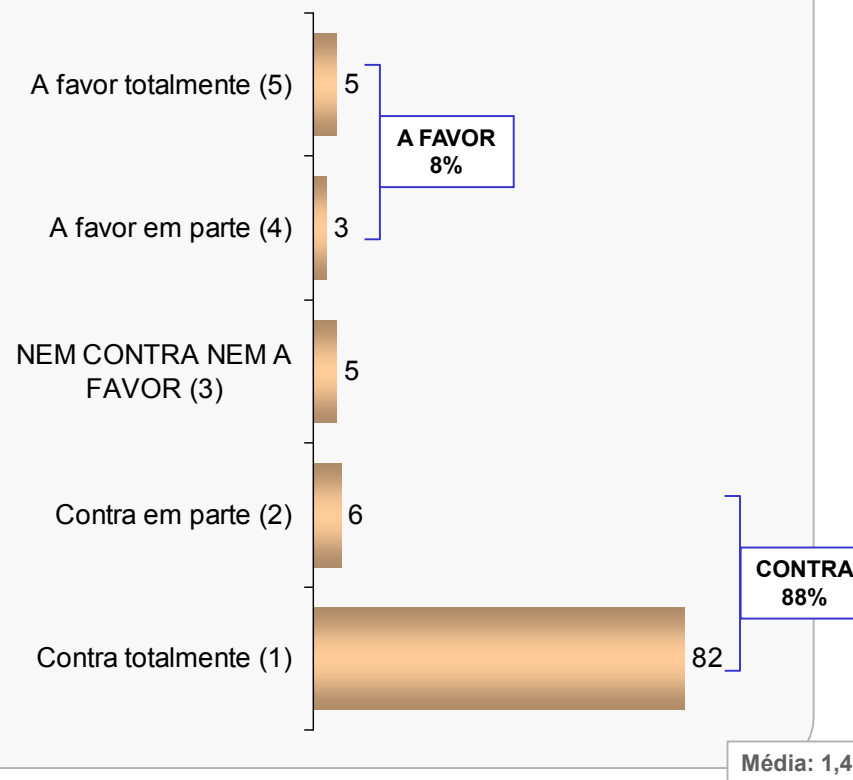 A favor totalmente (5) 5
A FAVOR
8%
A favor em parte (4) 3
NEM CONTRA NEM A
FAVOR (3) 5
Contra em parte (2) 6
CONTRA
88%
Contra totalmente (1) 82
Média: 1,4